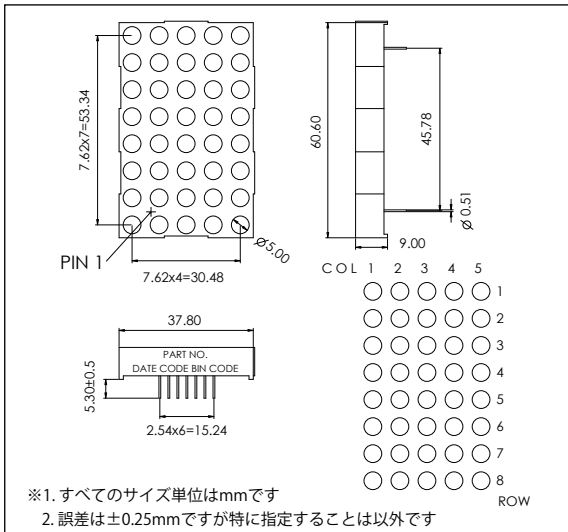 7.62x7=53.34
PIN 1
7.62x4=30.48
Ø5.00
60.60
45.78
Ø 0.51
9.00
COL 1 2 3 4 5
1
2
3
4
5
6
7
8
ROW
37.80
PART NO.
DATE CODE BIN CODE
5.30±0.5
2.54x6=15.24
※1. すべてのサイズ単位はmmです
2. 誤差は±0.25mmですが特に指定することは以外です